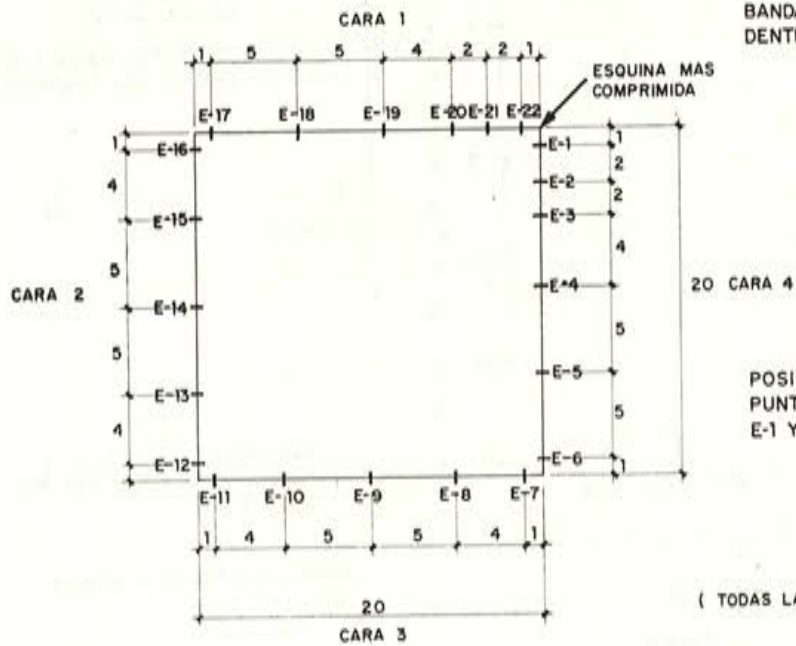 CARA 1
BANDA
DENTR
1 5 5 4 2 2 1
ESQUINA MAS
COMPRIMIDA
E-17 E-18 E-19 E-20 E-21 E-22
1 E-16
E-1 1
4
E-2 2
E-3 2
E-15
4
5
CARA 2
E-14
E-4
20 CARA 4
5
5
E-13
E-5
4
5
E-12
E-6
1
POSI
PUNT
E-1 Y
E-11 E-10 E-9 E-8 E-7
1 4 5 5 4 1
20
CARA 3
( TODAS LA